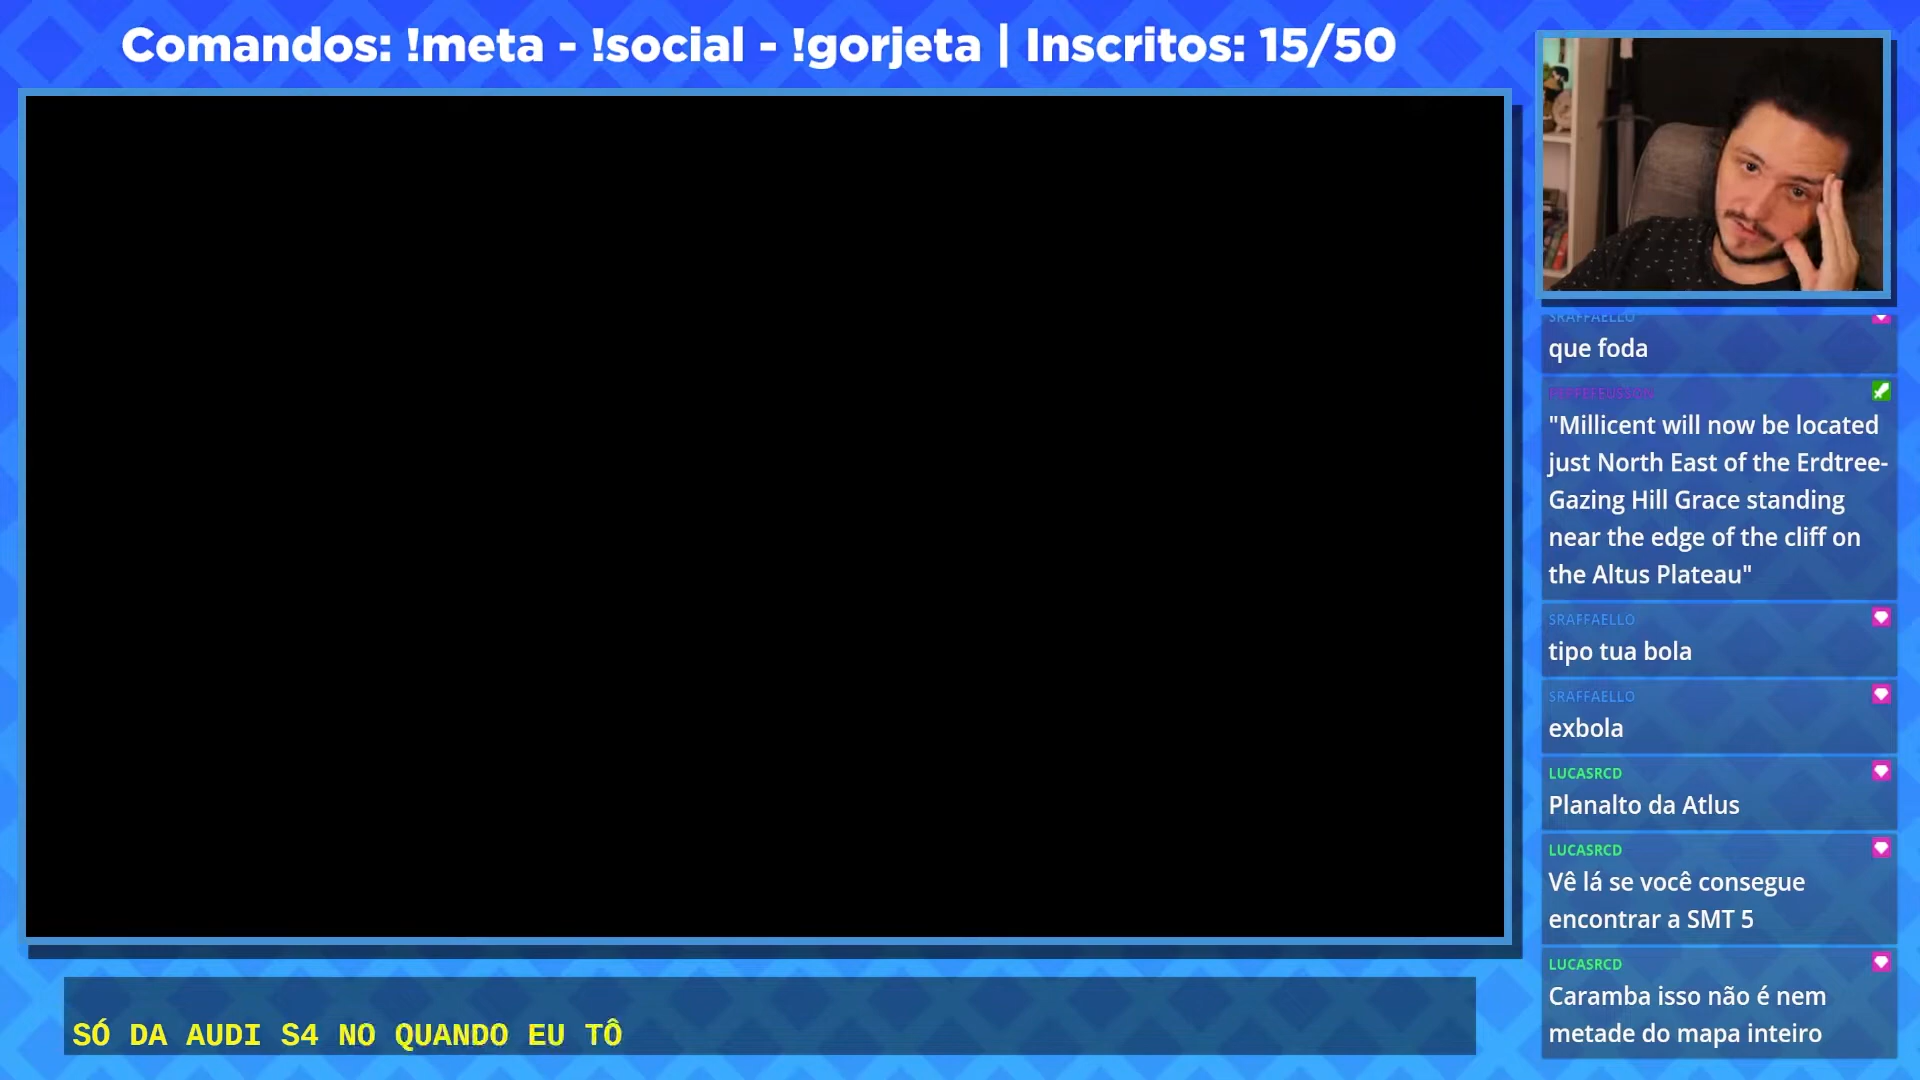 Comandos: !meta - !social - !gorjeta | Inscritos: 15/50
SRAFFAELLO
que foda
"Millicent will now be located
just North East of the Erdtree-
Gazing Hill Grace standing
near the edge of the cliff on
the Altus Plateau"
SRAFFAELLO
tipo tua bola
SRAFFAELLO
exbola
LUCASRCD
Planalto da Atlus
LUCASRCD
Vê lá se você consegue
encontrar a SMT 5
LUCASRCD
Caramba isso não é nem
metade do mapa inteiro
SÓ DA AUDI S4 NO QUANDO EU TÔ